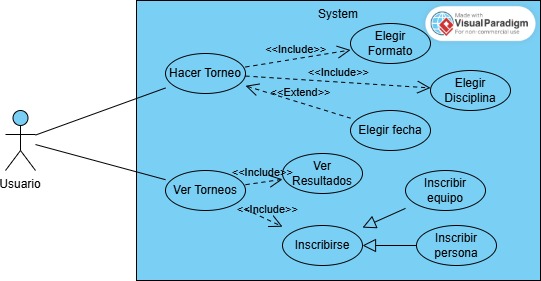 System
Made with
Visual Paradigm
For non-commercial use
Elegir
Formato
<<Include>>
Hacer Torneo
<<Include>>
Elegir
Disciplina
<<Extend>>
Elegir fecha
Usuario
Ver
Resultados
<<Include>>
Ver Torneos
Inscribir
equipo
<<Include>>
Inscribirse
Inscribir
persona